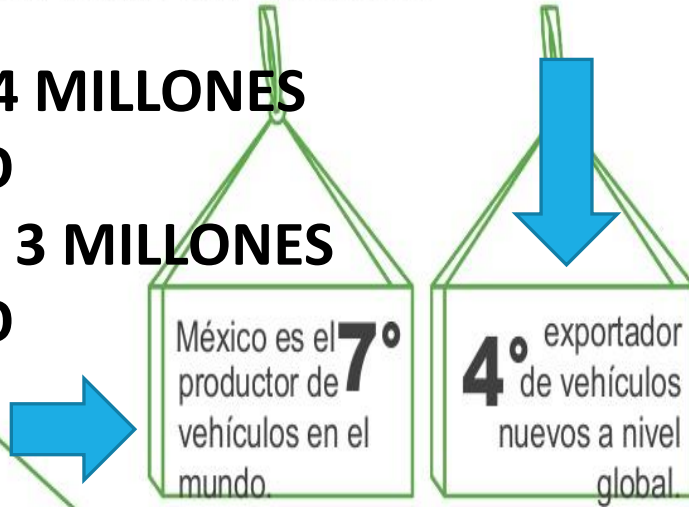 4 MILLONES
3 MILLONES
México es el 7°
productor de
vehículos en el
mundo.
4° exportador
de vehículos
nuevos a nivel
global.